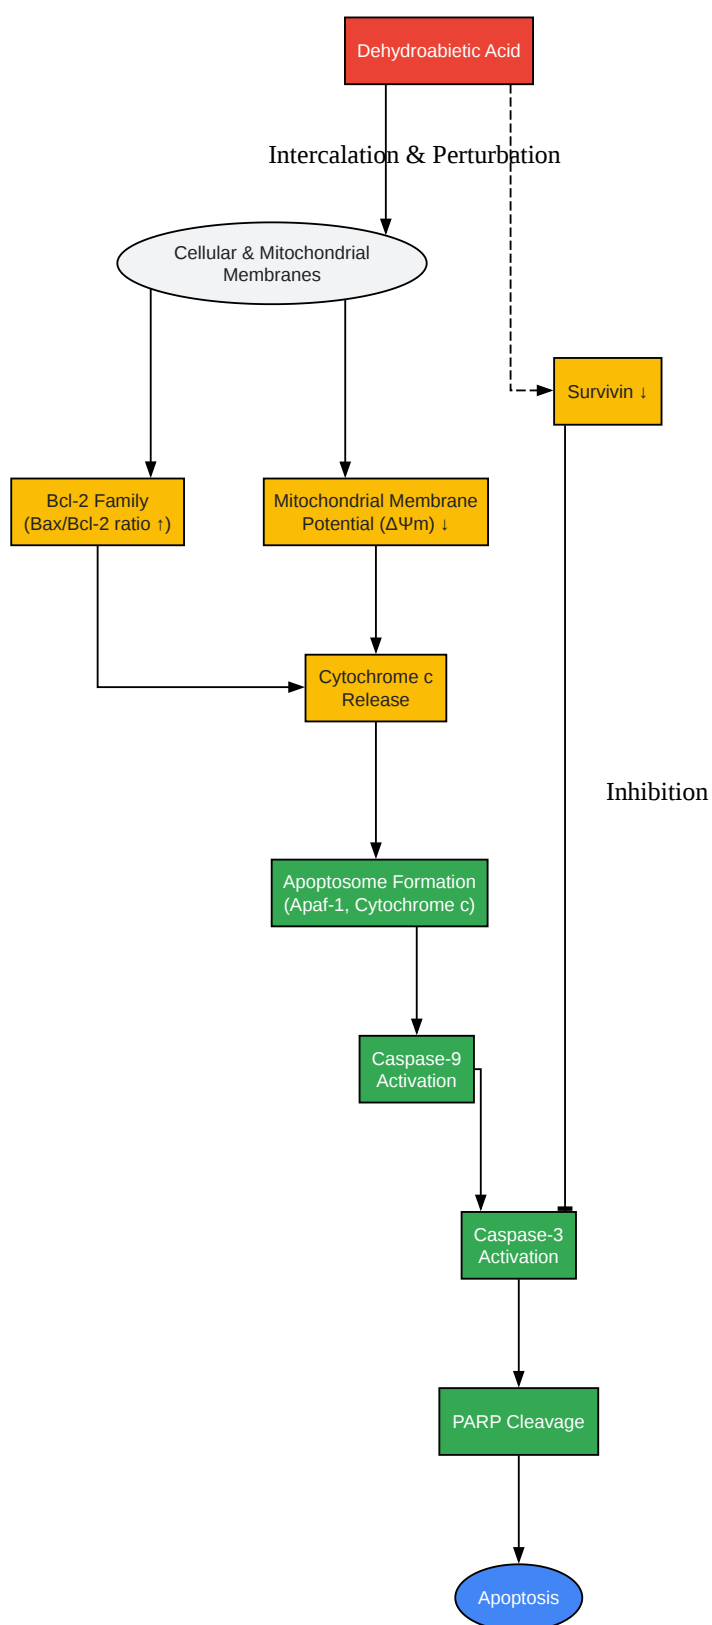 Dehydroabietic Acid
Intercalation & Perturbation
Cellular & Mitochondrial
Membranes
Survivin ↓
Bcl-2 Family
(Bax/Bcl-2 ratio ↑)
Mitochondrial Membrane
Potential (ΔΨm) ↓
Cytochrome c
Release
Inhibition
Apoptosome Formation
(Apaf-1, Cytochrome c)
Caspase-9
Activation
Caspase-3
Activation
PARP Cleavage
Apoptosis